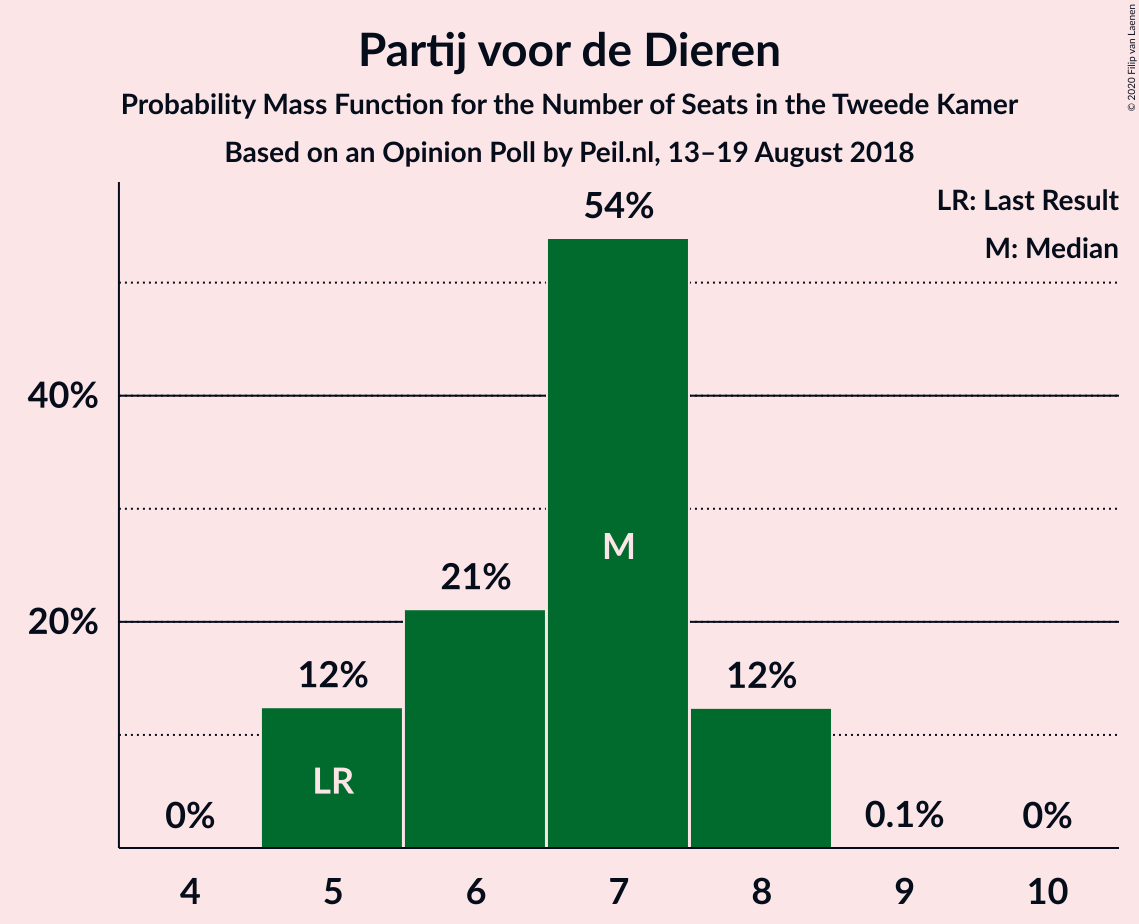 Partij voor de Dieren
Probability Mass Function for the Number of Seats in the Tweede Kamer
Based on an Opinion Poll by Peil.nl, 13–19 August 2018
© 2020 Filip van Laenen
LR: Last Result
M: Median
54%
40%
M
21%
20%
12%
12%
LR
0%
0.1%
0%
4 5 6 7 8 9 10